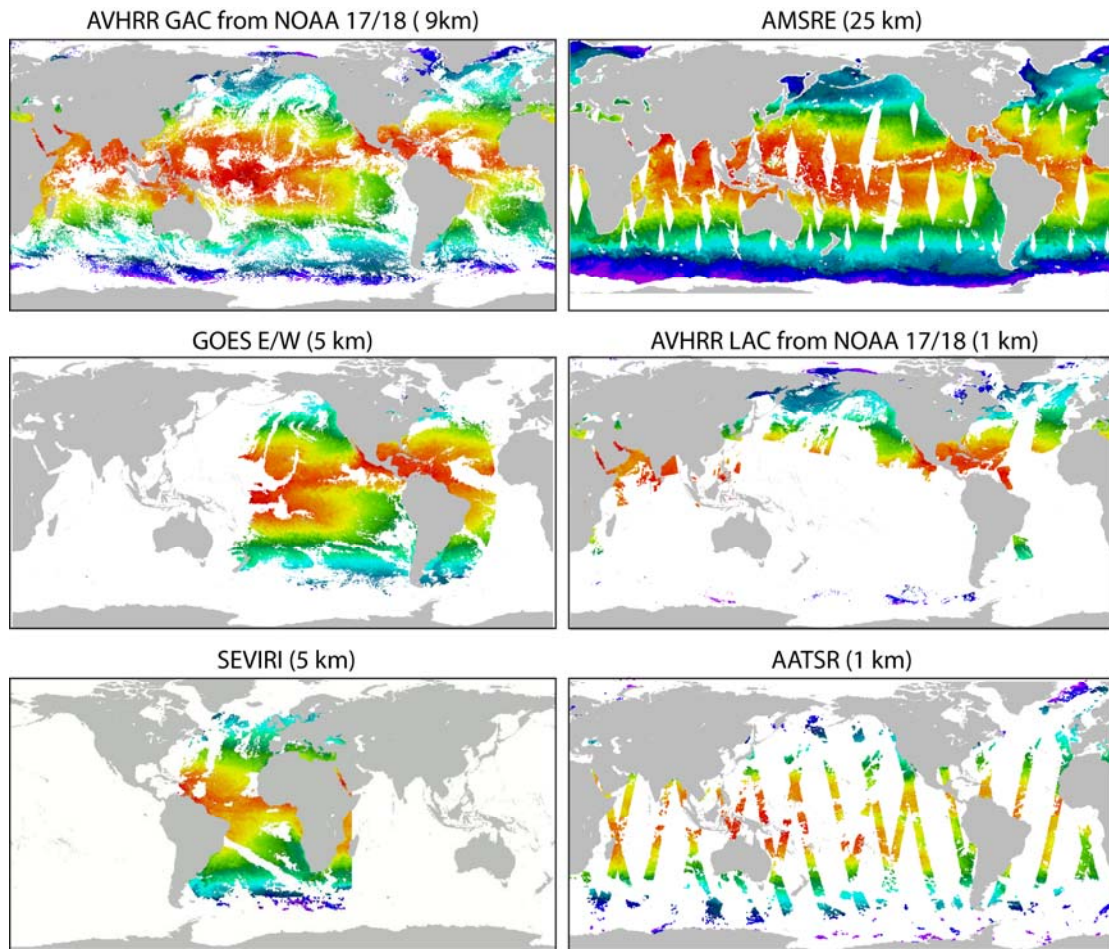 AVHRR GAC from NOAA 17/18 ( 9km)
AMSRE (25 km)
GOES E/W (5 km)
AVHRR LAC from NOAA 17/18 (1 km)
SEVIRI (5 km)
AATSR (1 km)